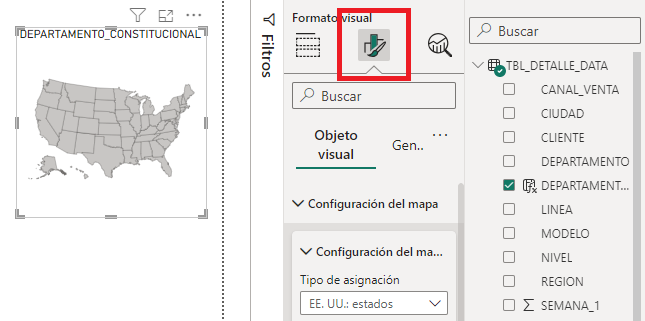 DEPARTAMENTO_CONSTITUCIONAL
Filtros
Formato visual
Buscar
Objeto
visual
Gen..
Configuración del mapa
Configuración del ma...
Tipo de asignación
EE. UU.: estados
Buscar
TBL_DETALLE_DATA
CANAL_VENTA
CIUDAD
CLIENTE
DEPARTAMENTO
DEPARTAMENT...
LINEA
MODELO
NIVEL
REGION
SEMANA_1